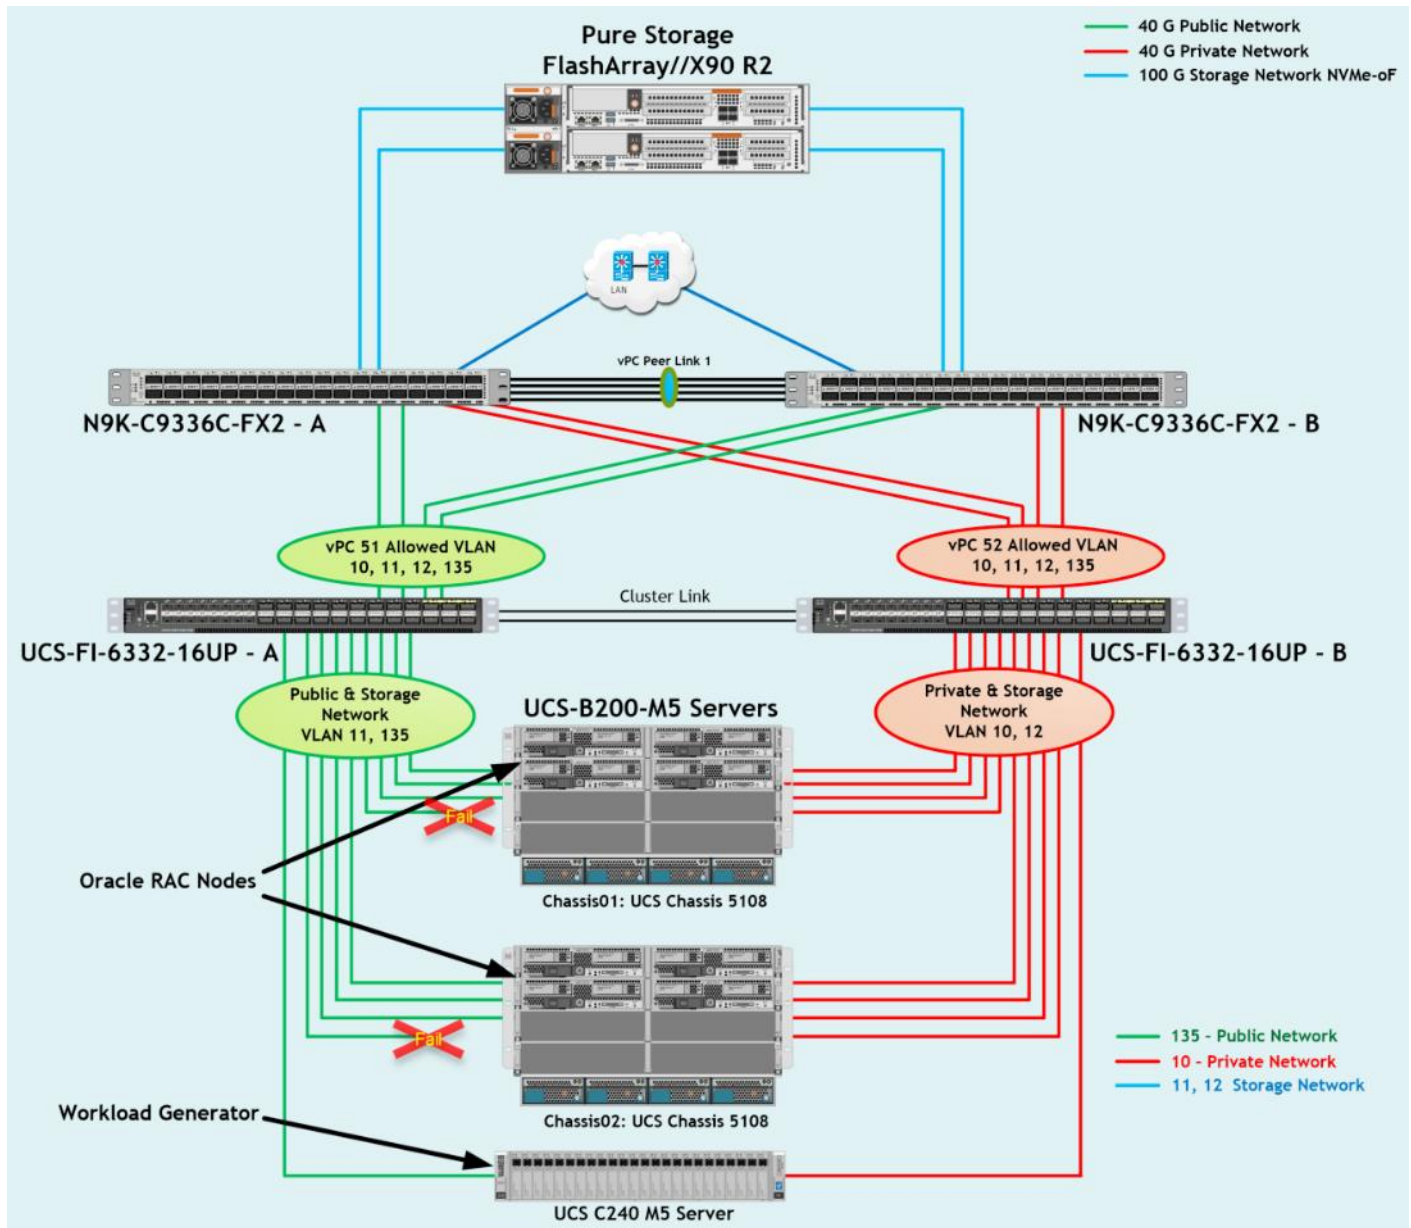 Pure Storage
FlashArray//X90 R2
40 G Public Network
40 G Private Network
100 G Storage Network NVMe-oF
LAN
vPC Peer Link 1
N9K-C9336C-FX2 - A
N9K-C9336C-FX2 - B
vPC 51 Allowed VLAN
10, 11, 12, 135
vPC 52 Allowed VLAN
10, 11, 12, 135
Cluster Link
UCS-FI-6332-16UP - A
UCS-FI-6332-16UP - B
Public & Storage
Network
VLAN 11, 135
UCS-B200-M5 Servers
Private & Storage
Network
VLAN 10, 12
Fail
Oracle RAC Nodes
Chassis01: UCS Chassis 5108
Fail
135 - Public Network
10 - Private Network
11, 12 Storage Network
Workload Generator
Chassis02: UCS Chassis 5108
UCS C240 M5 Server